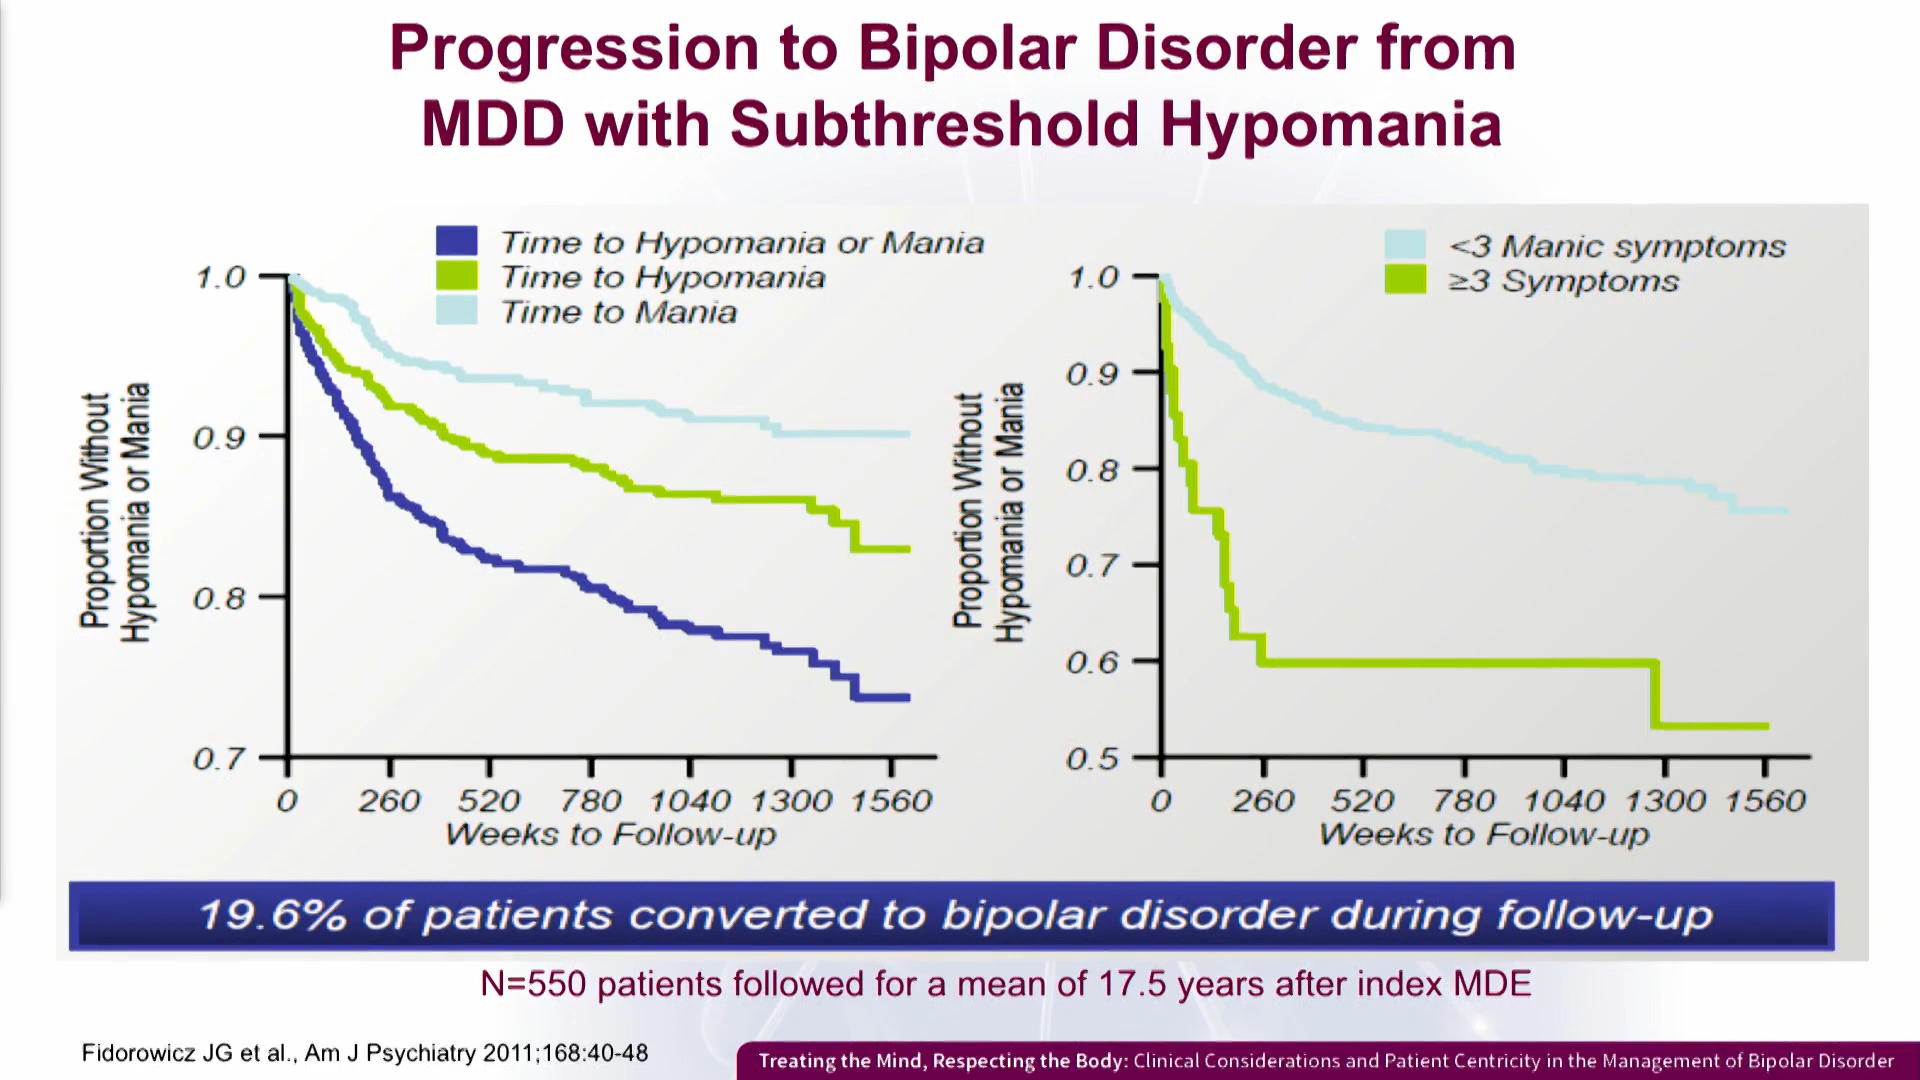 Progression to Bipolar Disorder from
MDD with Subthreshold Hypomania
Time to Hypomania or Mania
Time to Hypomania
Time to Mania
Proportion Without
Hypomania or Mania
1.0
0.9
0.8
0.7
0 260 520 780 1040 1300 1560
Weeks to Follow-up
<3 Manic symptoms
≥3 Symptoms
Proportion Without
Hypomania or Mania
1.0
0.9
0.8
0.7
0.6
0.5
0 260 520 780 1040 1300 1560
Weeks to Follow-up
19.6% of patients converted to bipolar disorder during follow-up
N=550 patients followed for a mean of 17.5 years after index MDE
Fidorowicz JG et al., Am J Psychiatry 2011;168:40-48
Treating the Mind, Respecting the Body: Clinical Considerations and Patient Centricity in the Management of Bipolar Disorder